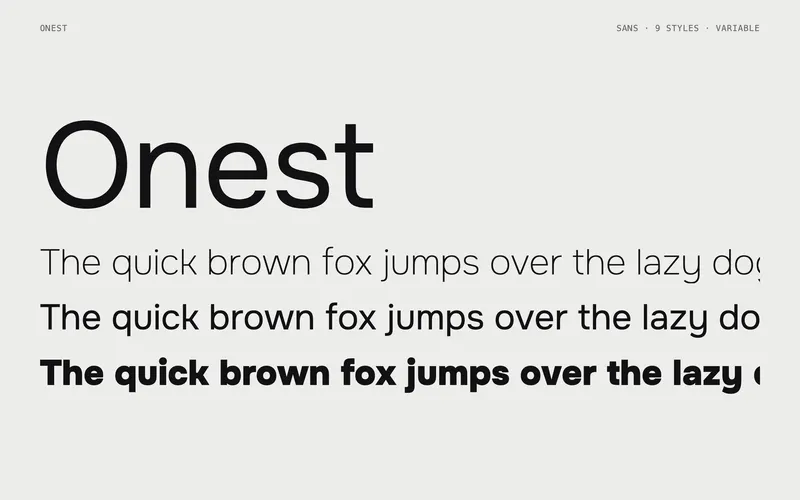 ONEST
SANS · 9 STYLES · VARIABLE
Onest
The quick brown fox jumps over the lazy dog
The quick brown fox jumps over the lazy do
The quick brown fox jumps over the lazy